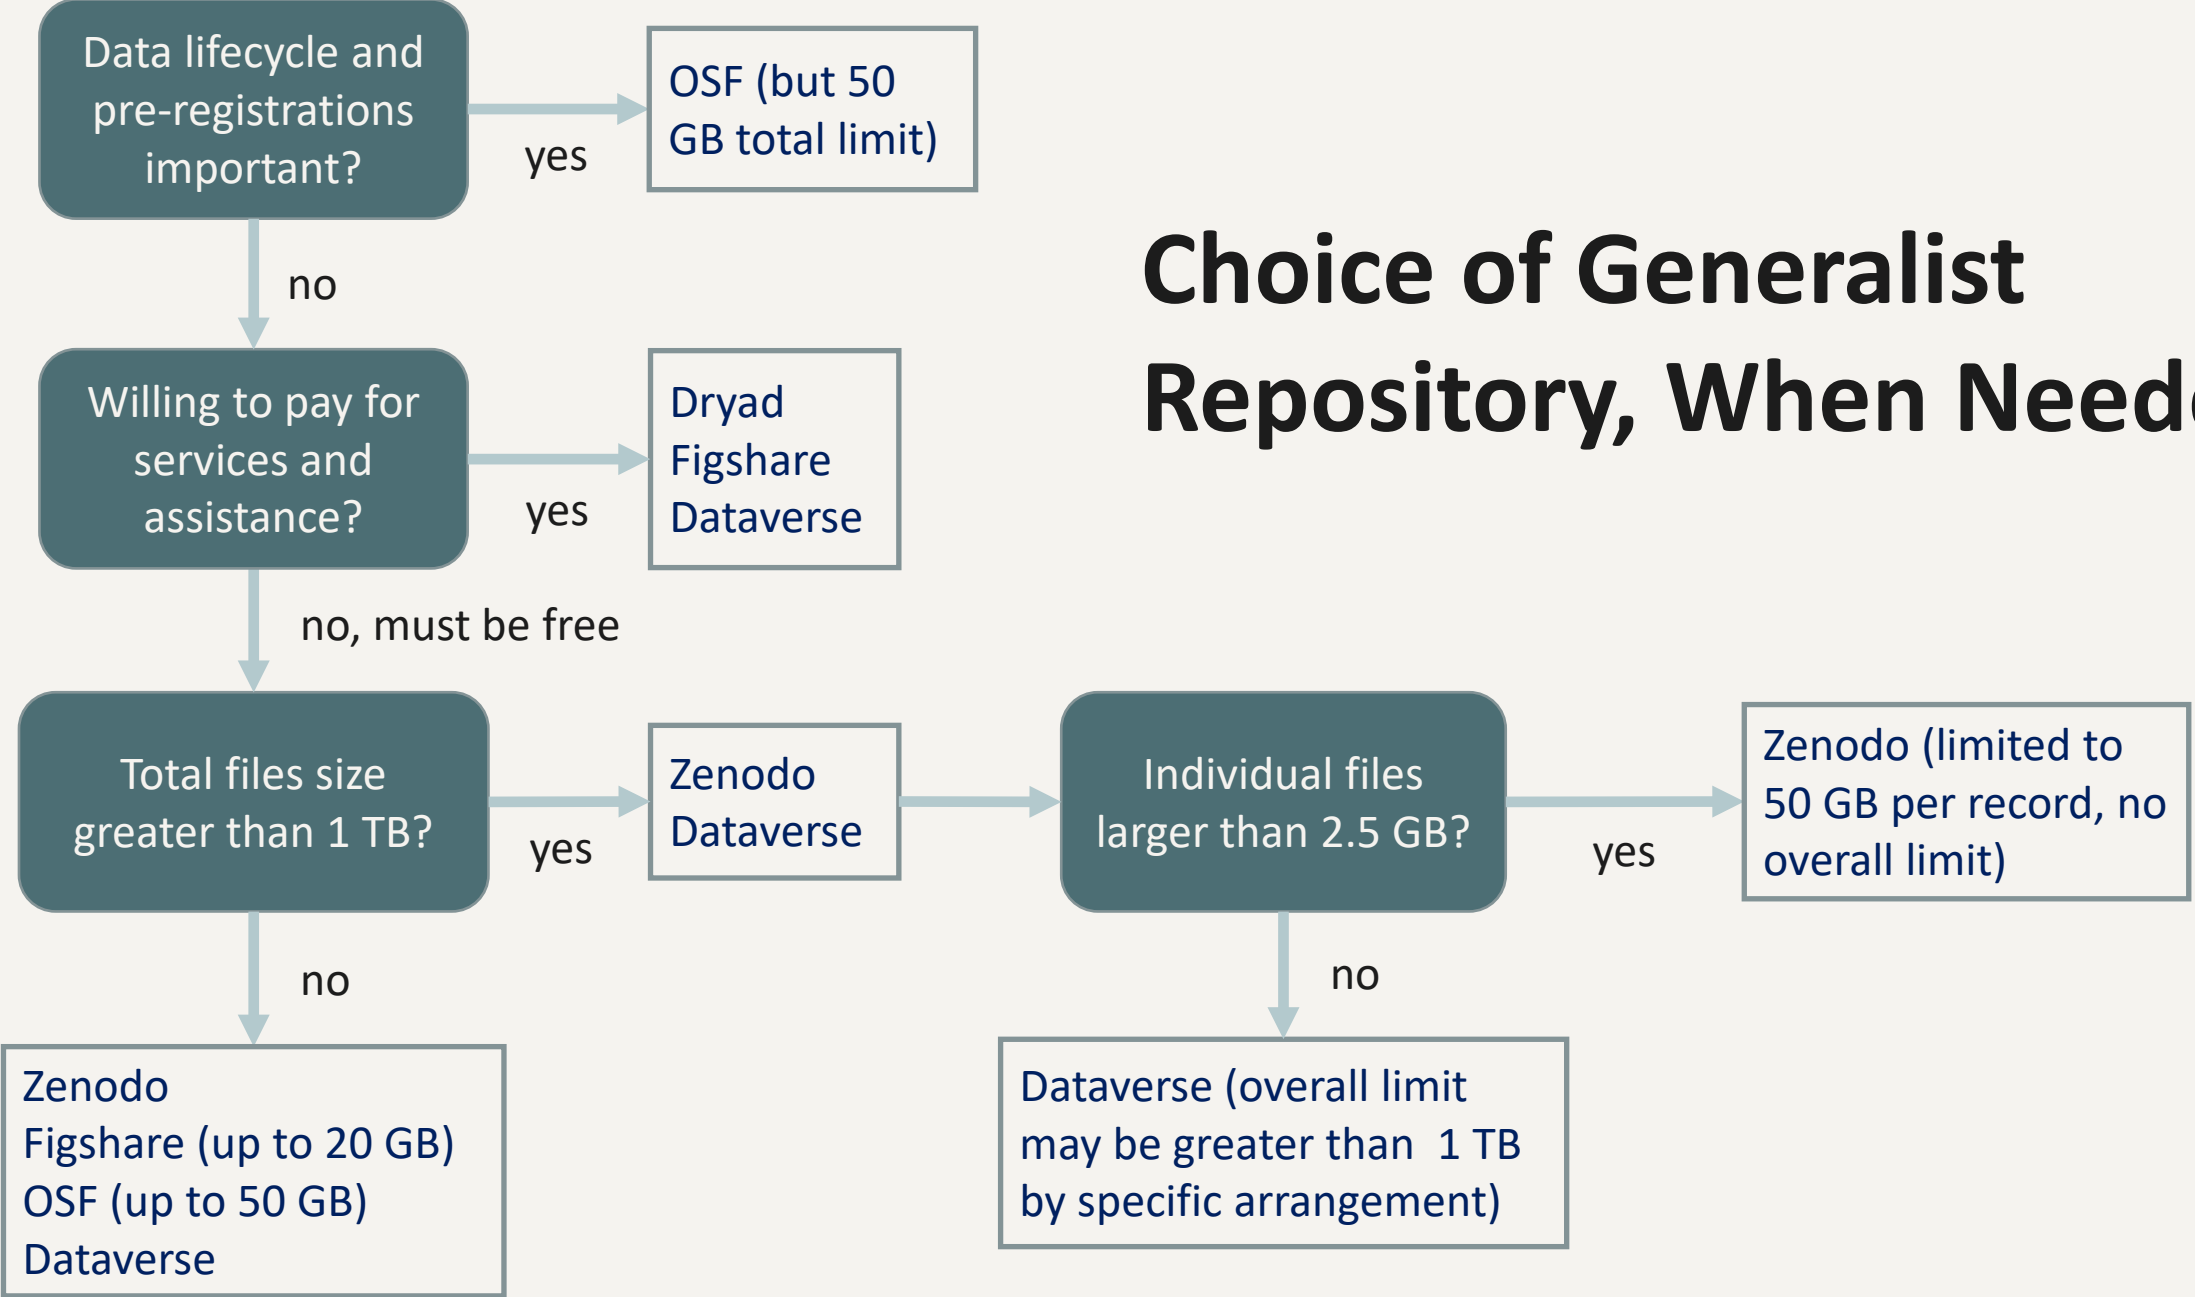 Data lifecycle and
pre-registrations
important?
yes
OSF (but 50
GB total limit)
no
Choice of Generalist
Repository, When Neede
Willing to pay for
services and
assistance?
yes
Dryad
Figshare
Dataverse
no, must be free
Total files size
greater than 1 TB?
yes
Zenodo
Dataverse
Individual files
larger than 2.5 GB?
yes
Zenodo (limited to
50 GB per record, no
overall limit)
no
Zenodo
Figshare (up to 20 GB)
OSF (up to 50 GB)
Dataverse
no
Dataverse (overall limit
may be greater than  1 TB
by specific arrangement)